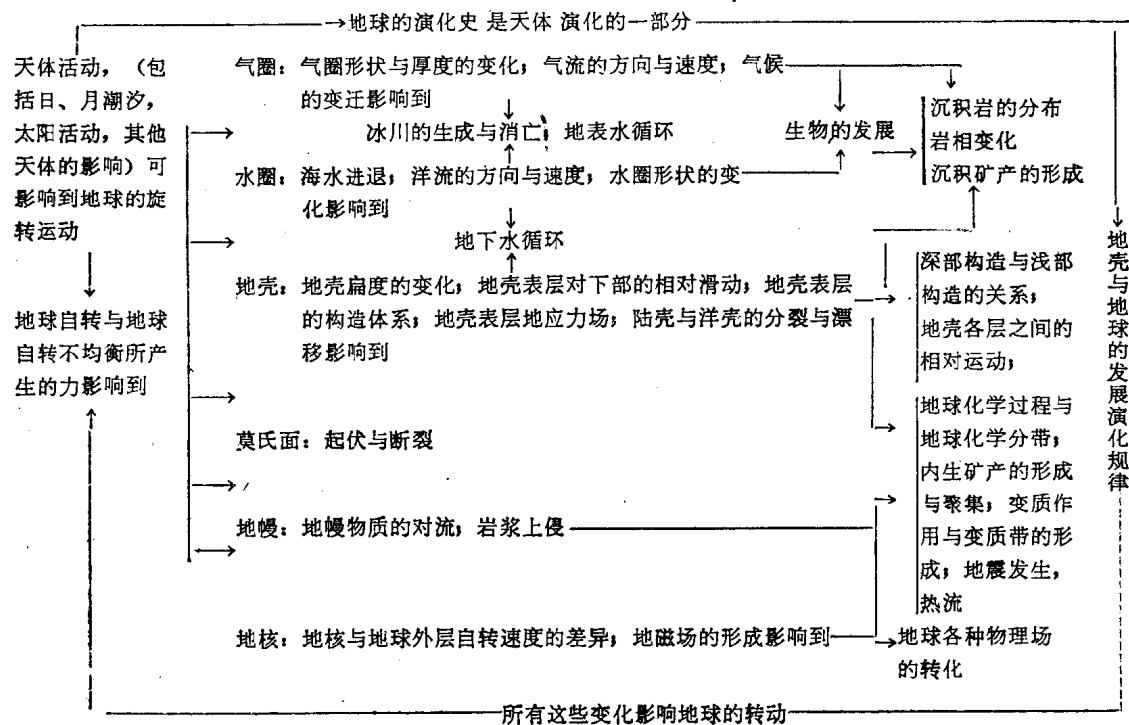 地球的演化史 是天体 演化的一部分
天体活动，（包
括日、月潮汐，
太阳活动，其他
天体的影响）可
影响到地球的旋
转运动
地球自转与地球
自转不均衡所产
生的力影响到
气圈：气圈形状与厚度的变化；气流的方向与速度；气候
的变迁影响到
冰川的生成与消亡；地表水循环
水圈：海水进退；洋流的方向与速度；水圈形状的变
化影响到
地下水循环
地壳：地壳扁度的变化；地壳表层对下部的相对滑动；地壳表层
的构造体系；地壳表层地应力场；陆壳与洋壳的分裂与漂
移影响到
莫氏面：起伏与断裂
地幔：地幔物质的对流；岩浆上侵
地核：地核与地球外层自转速度的差异；地磁场的形成影响到
生物的发展
沉积岩的分布
岩相变化
沉积矿产的形成
深部构造与浅部
构造的关系；
地壳各层之间的
相对运动；
地球化学过程与
地球化学分带；
内生矿产的形成
与聚集；变质作
用与变质带的形
成；地震发生，
热流
地球各种物理场
的转化
地壳与地球的发展演化规律
所有这些变化影响地球的转动